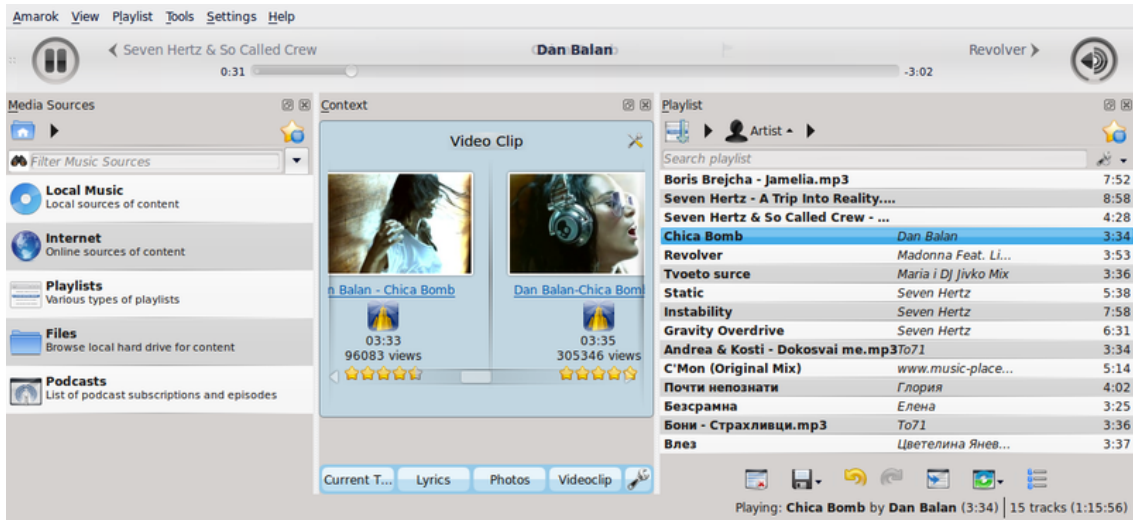 Amarok View Playlist Tools Settings Help
Seven Hertz & So Called Crew
Dan Balan
Revolver
0:31
-3:02
Media Sources
Filter Music Sources
Local Music
Local sources of content
Internet
Online sources of content
Playlists
Various types of playlists
Files
Browse local hard drive for content
Podcasts
List of podcast subscriptions and episodes
Context
Video Clip
n Balan - Chica Bomb
03:33
96083 views
Dan Balan-Chica Bom
03:35
305346 views
Current T... Lyrics Photos Videoclip
Playlist
Artist
Search playlist
Boris Brejcha - Jamelia.mp3 7:52
Seven Hertz - A Trip Into Reality.... 8:58
Seven Hertz & So Called Crew - ... 4:28
Chica Bomb Dan Balan 3:34
Revolver Madonna Feat. Li... 3:53
Tvoeto surce Maria i DJ Jivko Mix 3:36
Static Seven Hertz 5:38
Instability Seven Hertz 7:58
Gravity Overdrive Seven Hertz 6:31
Andrea & Kosti - Dokosvai me.mp3 To71 3:34
C'Mon (Original Mix) www.music-place... 5:14
Почти непознати Глория 4:02
Безсрамна Елена 3:25
Бони - Страхливци.mp3 To71 3:36
Влез Цветелина Янев... 3:37
Playing: Chica Bomb by Dan Balan (3:34) 15 tracks (1:15:56)